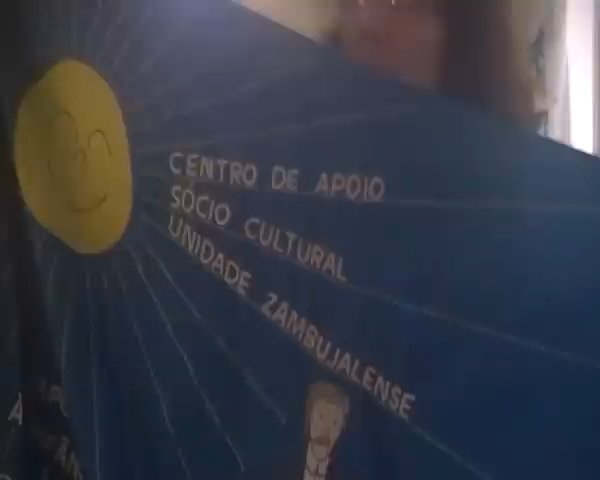 CENTRO DE APOIO
SÓCIO CULTURAL
UNIDADE ZAMBUJALENSE